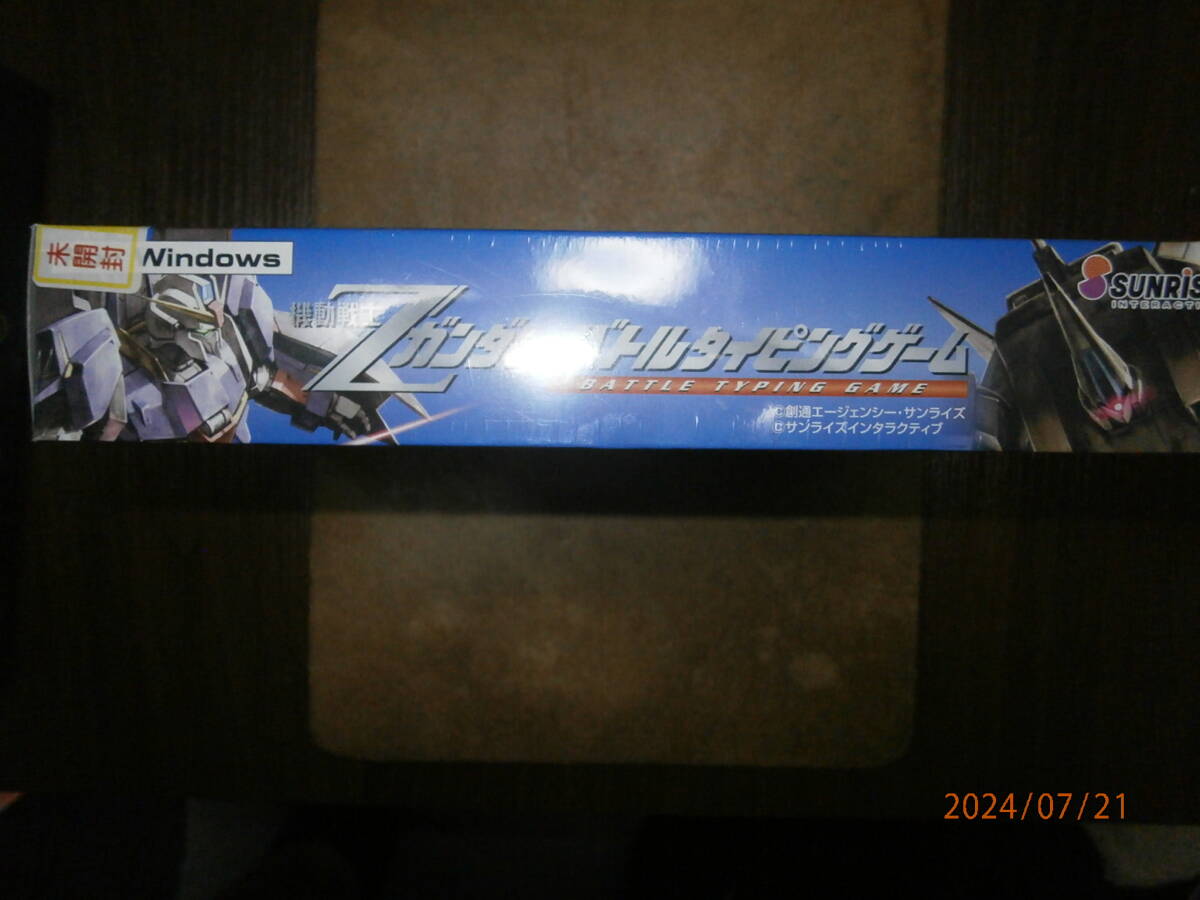 未開封
Windows
機動戦士
Zガンダム バトルタイピングゲーム
BATTLE TYPING GAME
©創通エージェンシー・サンライズ
©サンライズインタラクティブ
SUNRIS
INTERACTI
2024/07/21